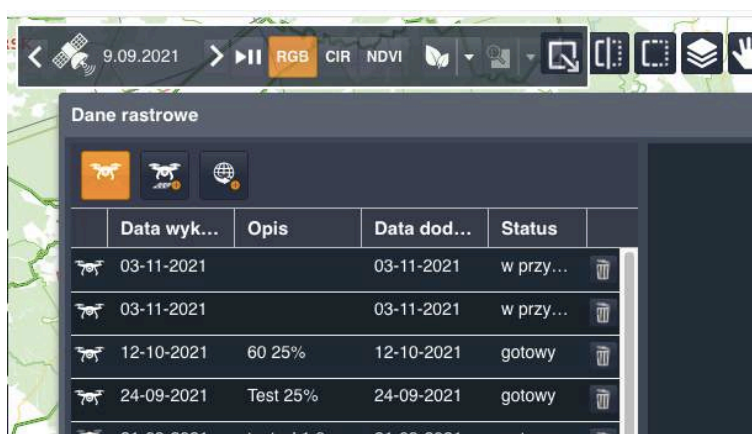 9.09.2021 RGB CIR NDVI
Dane rastrowe
Data wyk... Opis Data dod... Status
03-11-2021 03-11-2021 w przy...
03-11-2021 03-11-2021 w przy...
12-10-2021 60 25% 12-10-2021 gotowy
24-09-2021 Test 25% 24-09-2021 gotowy